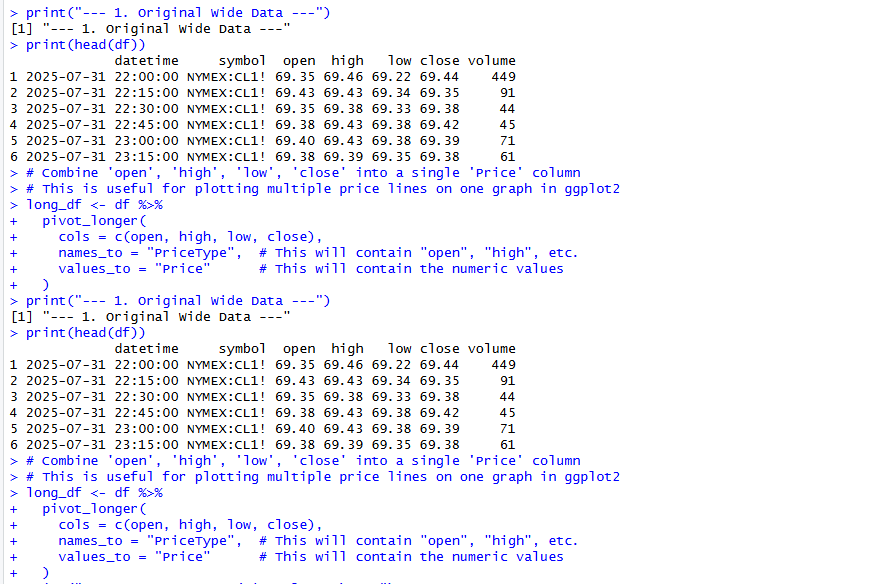 > print("--- 1. Original Wide Data ---")
[1] "--- 1. Original Wide Data ---"
> print(head(df))
             datetime     symbol  open  high   low close volume
1 2025-07-31 22:00:00 NYMEX:CL1! 69.35 69.46 69.22 69.44    449
2 2025-07-31 22:15:00 NYMEX:CL1! 69.43 69.43 69.34 69.35     91
3 2025-07-31 22:30:00 NYMEX:CL1! 69.35 69.38 69.33 69.38     44
4 2025-07-31 22:45:00 NYMEX:CL1! 69.38 69.43 69.38 69.42     45
5 2025-07-31 23:00:00 NYMEX:CL1! 69.40 69.43 69.38 69.39     71
6 2025-07-31 23:15:00 NYMEX:CL1! 69.38 69.39 69.35 69.38     61
> # Combine 'open', 'high', 'low', 'close' into a single 'Price' column
> # This is useful for plotting multiple price lines on one graph in ggplot2
> long_df <- df %>%
+   pivot_longer(
+     cols = c(open, high, low, close),
+     names_to = "PriceType",  # This will contain "open", "high", etc.
+     values_to = "Price"      # This will contain the numeric values
+   )
> print("--- 1. Original Wide Data ---")
[1] "--- 1. Original Wide Data ---"
> print(head(df))
             datetime     symbol  open  high   low close volume
1 2025-07-31 22:00:00 NYMEX:CL1! 69.35 69.46 69.22 69.44    449
2 2025-07-31 22:15:00 NYMEX:CL1! 69.43 69.43 69.34 69.35     91
3 2025-07-31 22:30:00 NYMEX:CL1! 69.35 69.38 69.33 69.38     44
4 2025-07-31 22:45:00 NYMEX:CL1! 69.38 69.43 69.38 69.42     45
5 2025-07-31 23:00:00 NYMEX:CL1! 69.40 69.43 69.38 69.39     71
6 2025-07-31 23:15:00 NYMEX:CL1! 69.38 69.39 69.35 69.38     61
> # Combine 'open', 'high', 'low', 'close' into a single 'Price' column
> # This is useful for plotting multiple price lines on one graph in ggplot2
> long_df <- df %>%
+   pivot_longer(
+     cols = c(open, high, low, close),
+     names_to = "PriceType",  # This will contain "open", "high", etc.
+     values_to = "Price"      # This will contain the numeric values
+   )